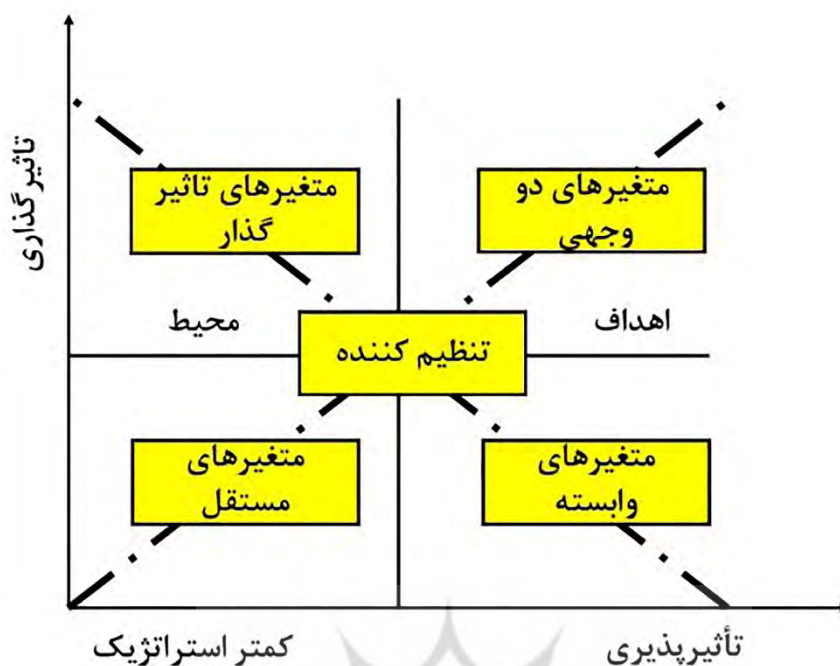 تاثیرگذاری
متغیرهای دو
وجهی
متغیرهای تاثیر
گذار
اهداف
محیط
تنظیم کننده
متغیرهای
وابسته
متغیرهای
مستقل
تأثیرپذیری
کمتر استراتژیک